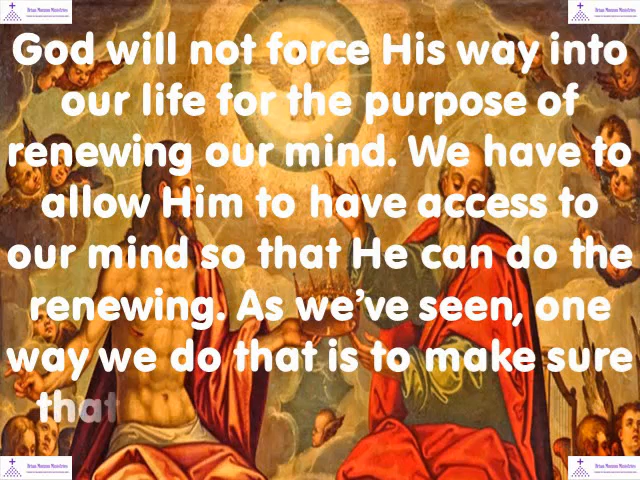 God will not force His way into
our life for the purpose of
renewing our mind. We have to
allow Him to have access to
our mind so that He can do the
renewing. As we've seen, one
way we do that is to make sure
that